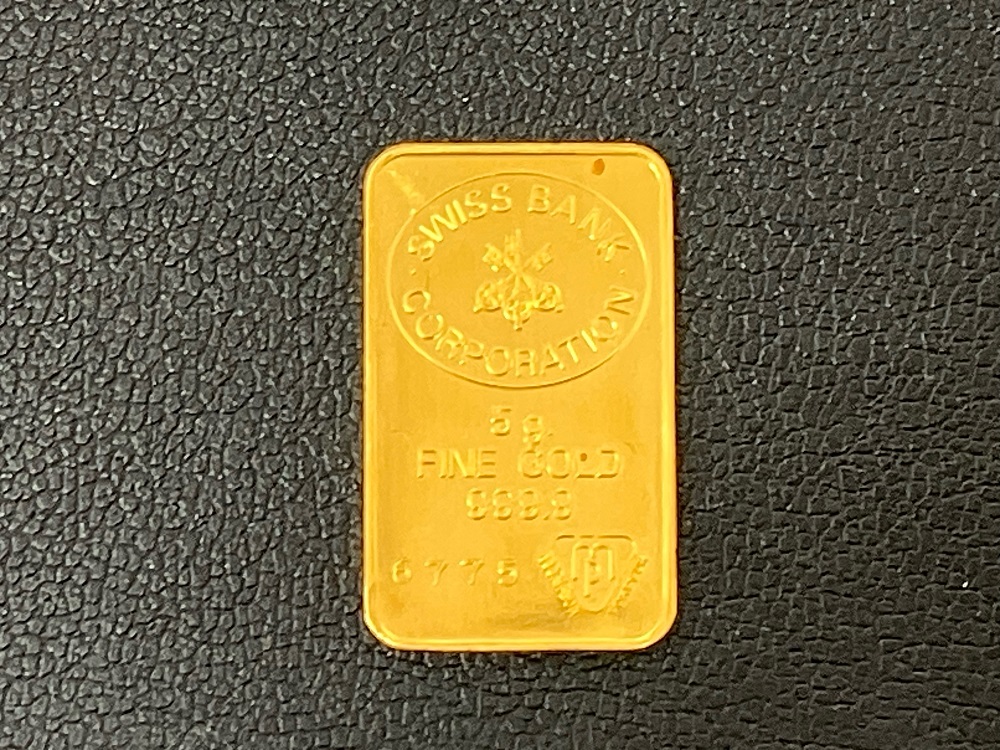 SWISS BANK
CORPORATION
5 g.
FINE GOLD
999.9
6775